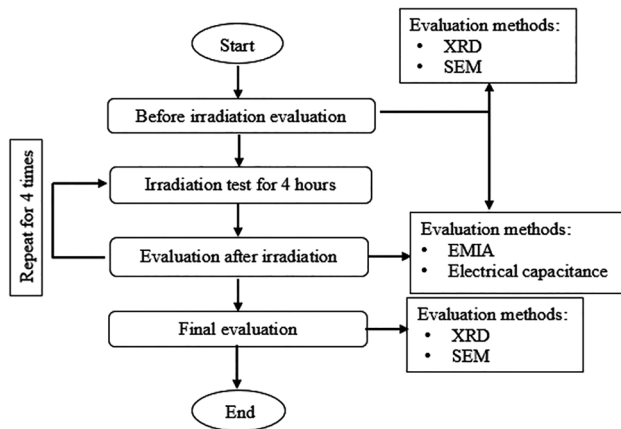 Start
Evaluation methods:
• XRD
• SEM
Before irradiation evaluation
Repeat for 4 times
Irradiation test for 4 hours
Evaluation after irradiation
Evaluation methods:
• EMIA
• Electrical capacitance
Final evaluation
Evaluation methods:
• XRD
• SEM
End